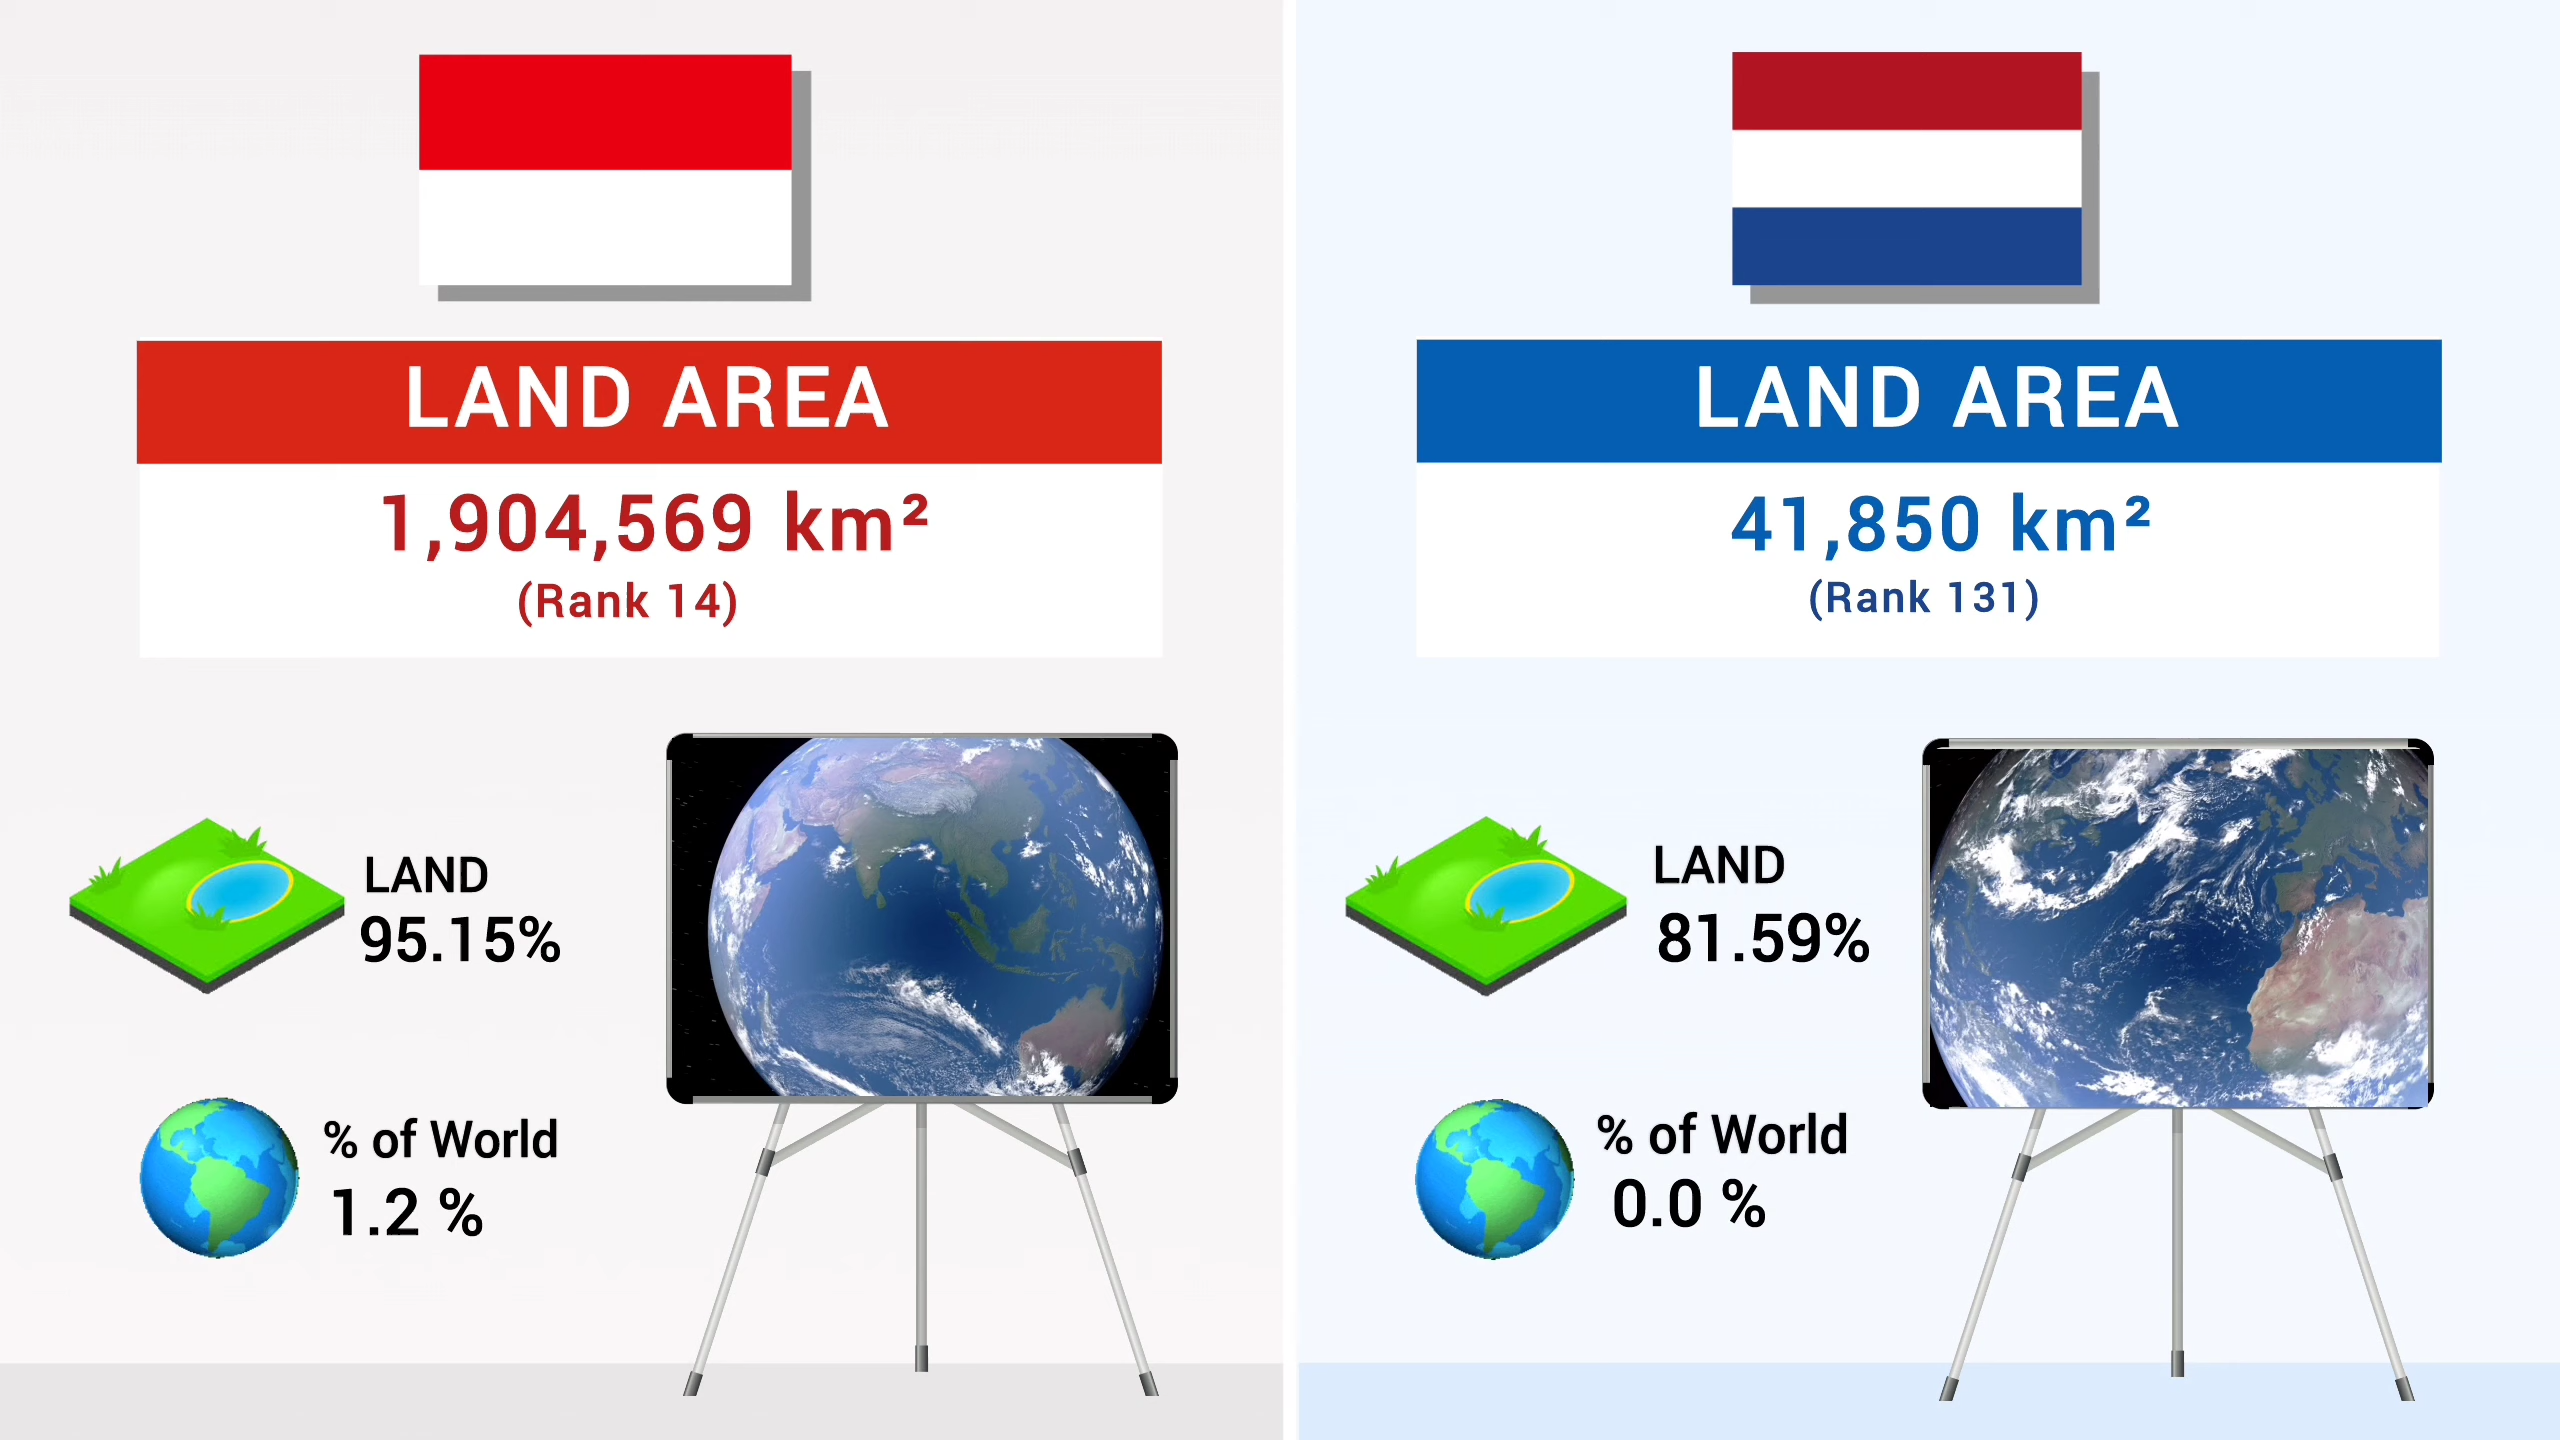 LAND AREA
1,904,569 km²
(Rank 14)
LAND
95.15%
% of World
1.2 %
LAND AREA
41,850 km²
(Rank 131)
LAND
81.59%
% of World
0.0 %